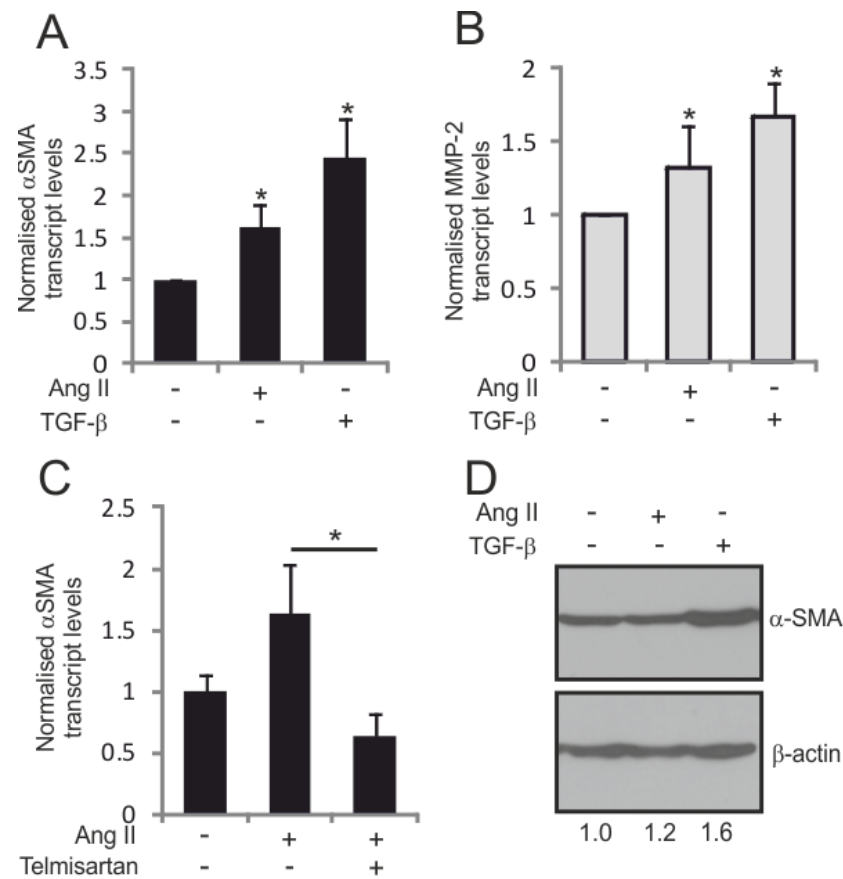 A
Normalised αSMA
transcript levels
3.5
3
2.5
2
1.5
1
0.5
0
*
*
Ang II - + -
TGF-β - - +
B
Normalised MMP-2
transcript levels
2
1.5
1
0.5
0
*
*
Ang II - + -
TGF-β - - +
C
Normalised αSMA
transcript levels
2.5
2
1.5
1
0.5
0
*
Ang II - + +
Telmisartan - - +
D
Ang II - + -
TGF-β - - +
α-SMA
β-actin
1.0 1.2 1.6